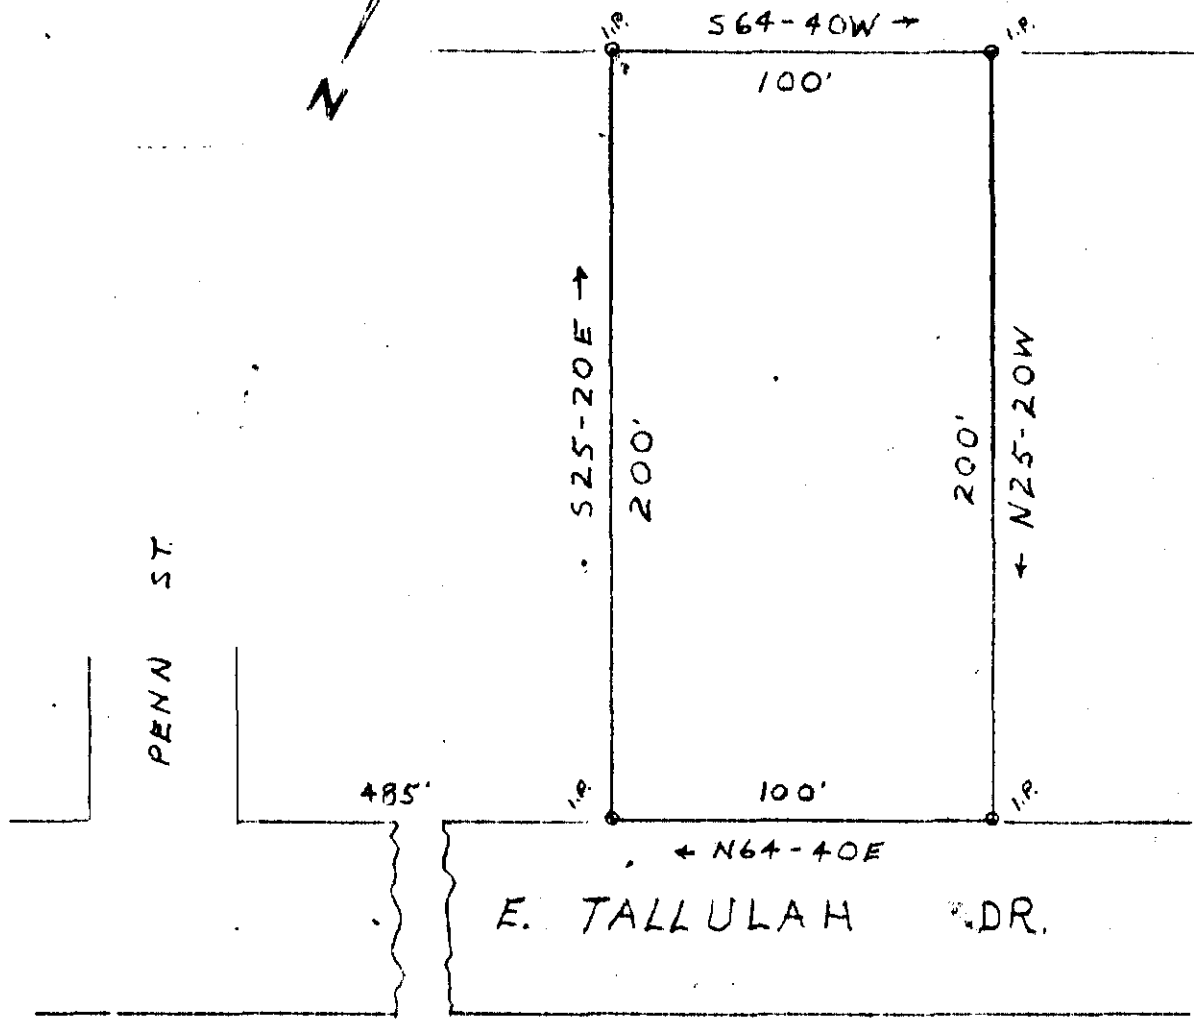 S64-40W →
I.P.
I.P.
100'
N
S25-20E →
200'
200'
← N25-20W
PENN ST.
485'
I.P.
100'
I.P.
← N64-40E
E. TALLULAH DR.